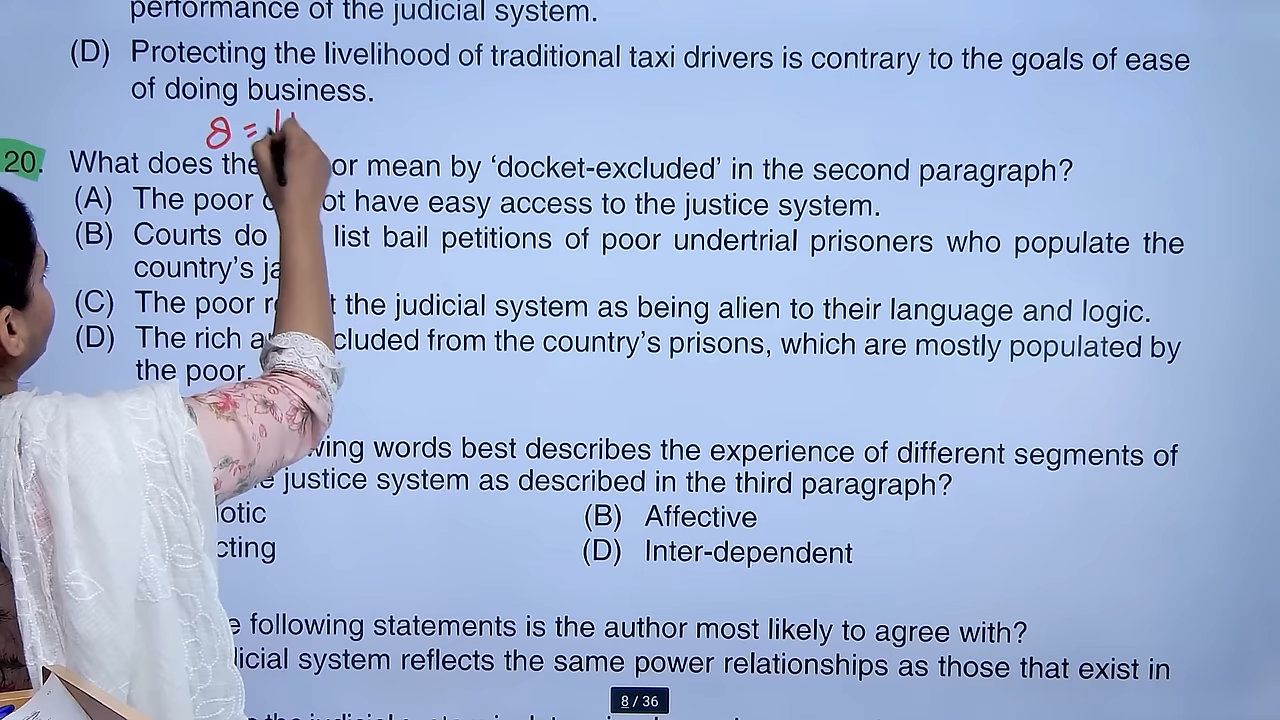 performance of the judicial system.
(D) Protecting the livelihood of traditional taxi drivers is contrary to the goals of ease
of doing business.
8 =
20. What does the or mean by ‘docket-excluded’ in the second paragraph?
(A) The poor ot have easy access to the justice system.
(B) Courts do list bail petitions of poor undertrial prisoners who populate the
country’s ja
(C) The poor the judicial system as being alien to their language and logic.
(D) The rich cluded from the country’s prisons, which are mostly populated by
the poor.
wing words best describes the experience of different segments of
justice system as described in the third paragraph?
otic (B) Affective
cting (D) Inter-dependent
following statements is the author most likely to agree with?
licial system reflects the same power relationships as those that exist in
8 / 36